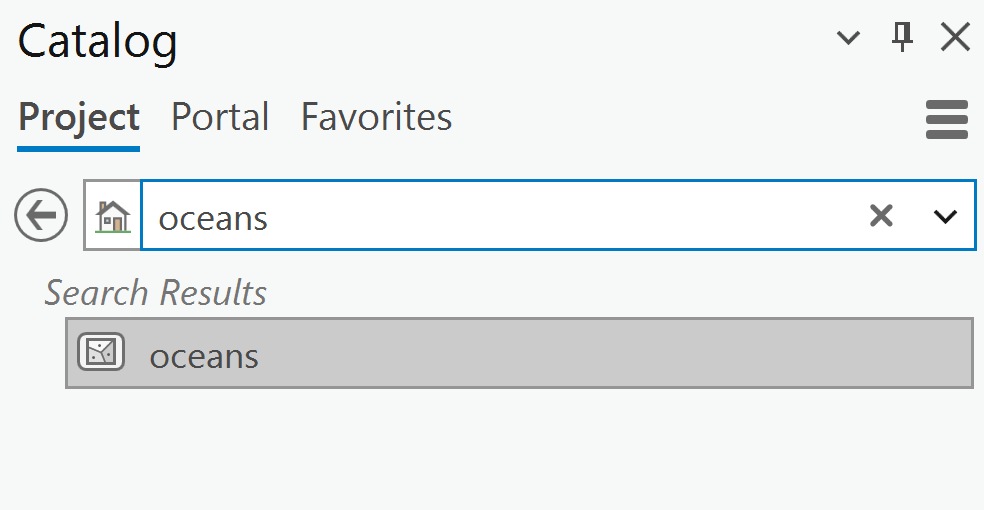 Catalog
Project Portal Favorites
oceans
Search Results
oceans